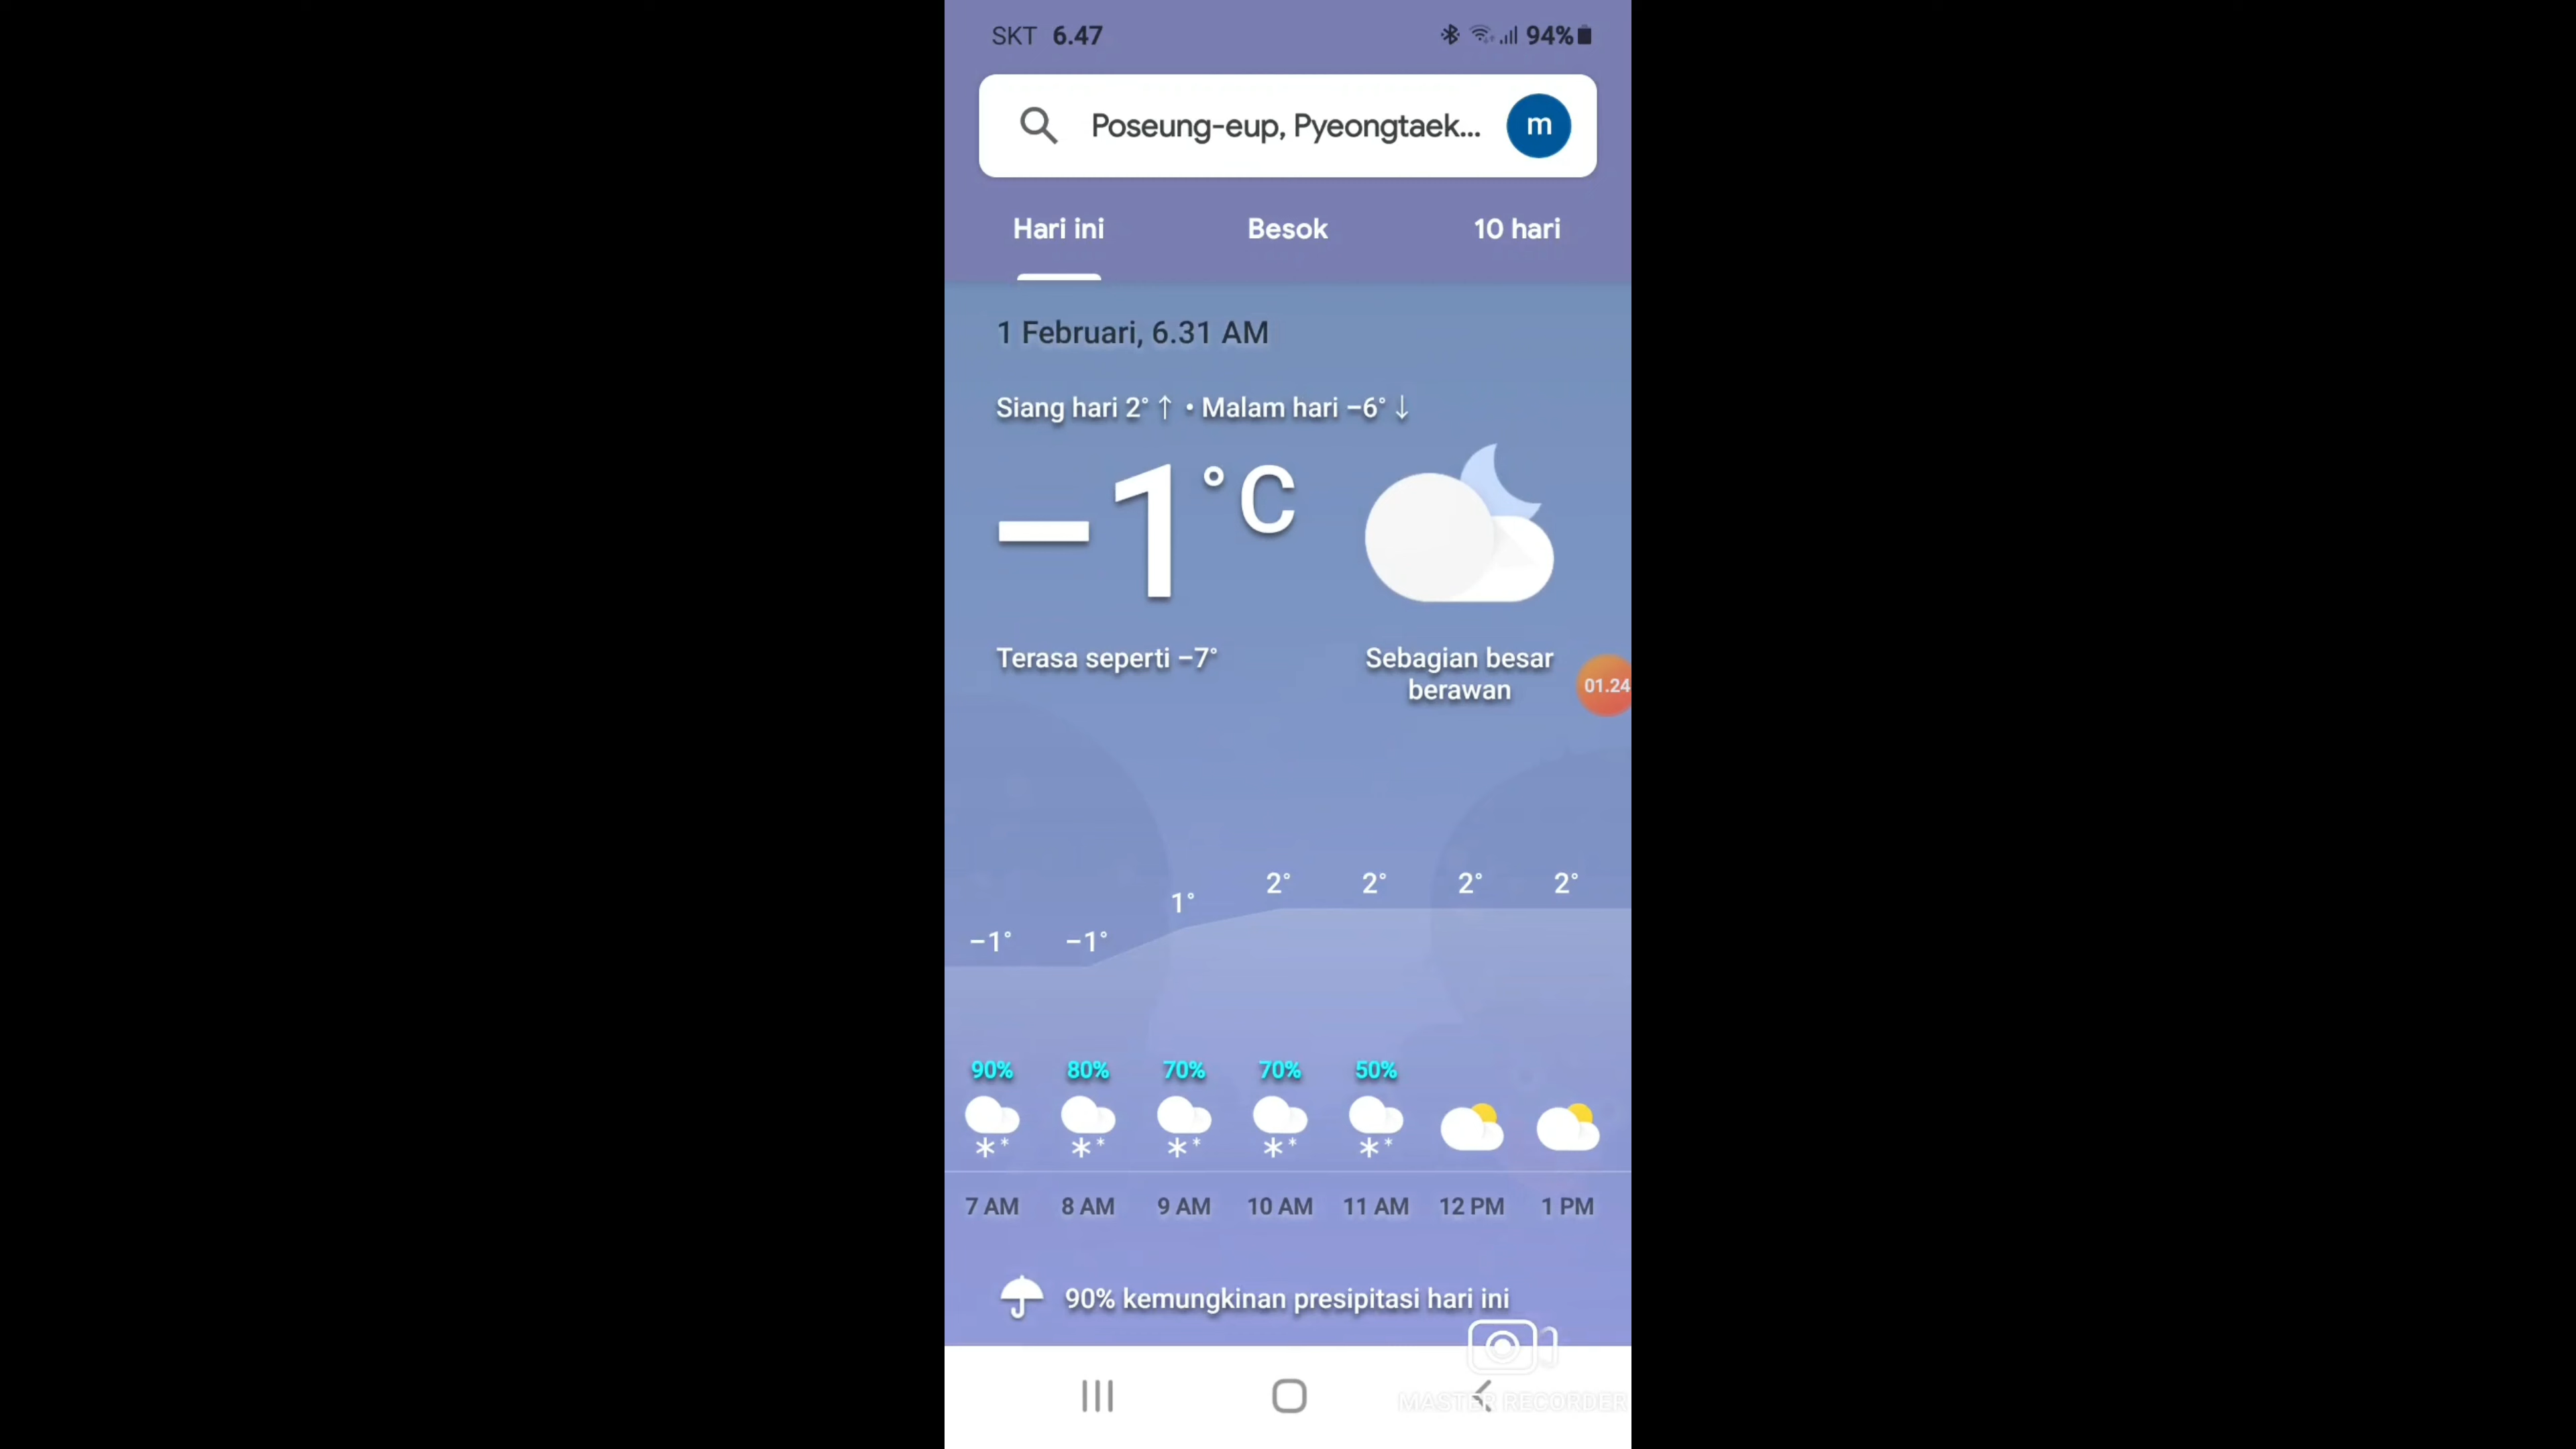 SKT 6.47 94%
Poseung-eup, Pyeongtaek... m
Hari ini Besok 10 hari
1 Februari, 6.31 AM
Siang hari 2° ↑ • Malam hari −6° ↓
−1°C
Terasa seperti −7°
Sebagian besar
berawan
01.24
−1° −1° 1° 2° 2° 2° 2°
90% 80% 70% 70% 50%
7 AM 8 AM 9 AM 10 AM 11 AM 12 PM 1 PM
90% kemungkinan presipitasi hari ini
MASTER RECORDER